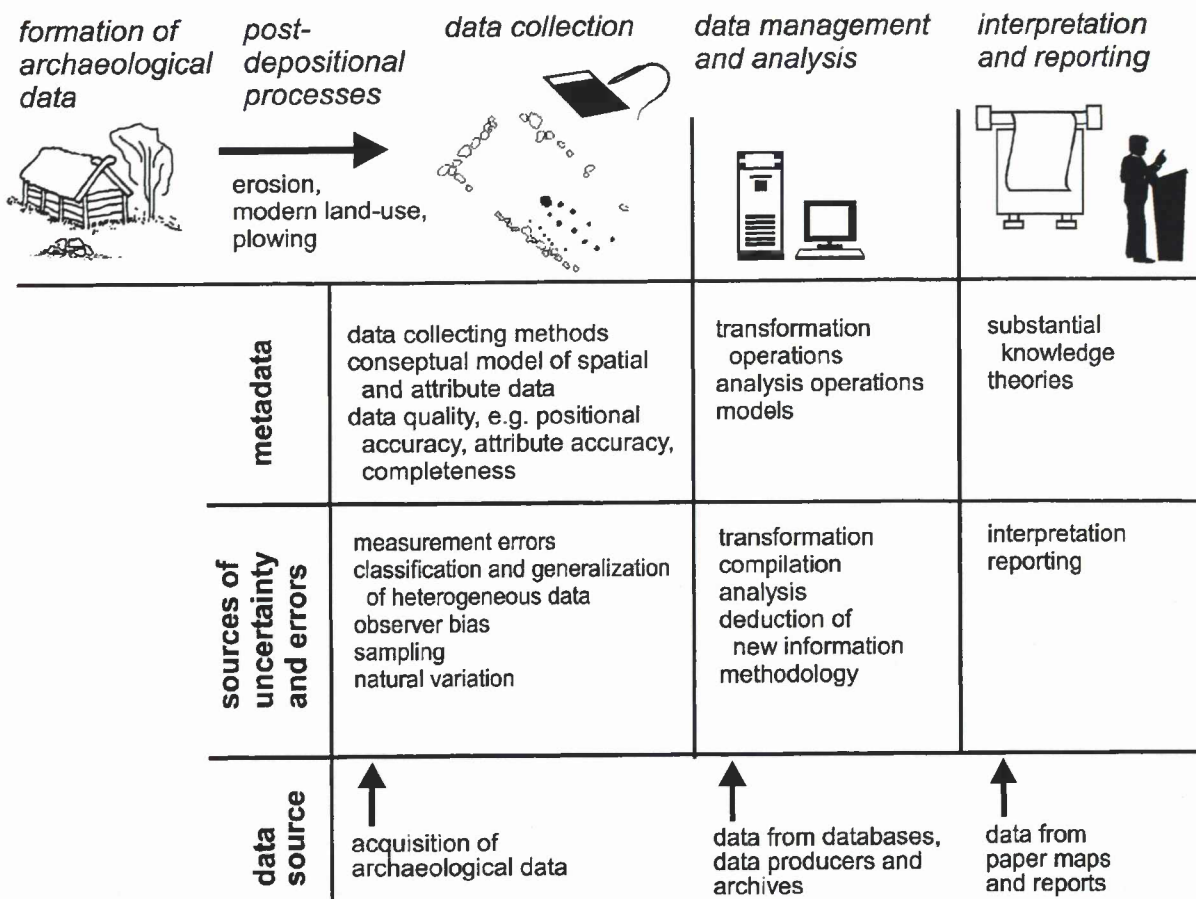 formation of
archaeological
data
post-
depositional
processes
data collection
data management
and analysis
interpretation
and reporting
erosion,
modern land-use,
plowing
metadata
data collecting methods
conseptual model of spatial
and attribute data
data quality, e.g. positional
accuracy, attribute accuracy,
completeness
transformation
operations
analysis operations
models
substantial
knowledge
theories
sources of
uncertainty
and errors
measurement errors
classification and generalization
of heterogeneous data
observer bias
sampling
natural variation
transformation
compilation
analysis
deduction of
new information
methodology
interpretation
reporting
data
source
acquisition of
archaeological data
data from databases,
data producers and
archives
data from
paper maps
and reports